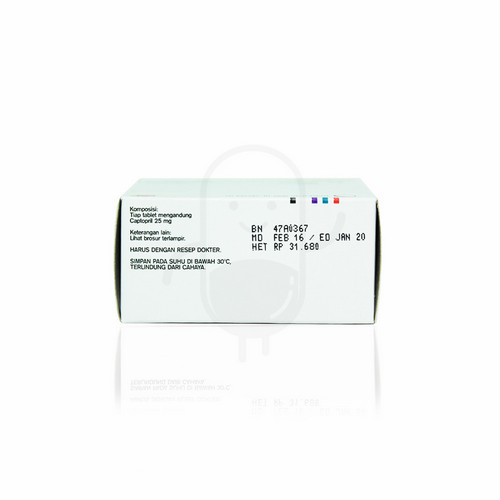 Komposisi:
Tiap tablet mengandung
Captopril 25 mg
Keterangan lain:
Lihat brosur terlampir.
HARUS DENGAN RESEP DOKTER.
SIMPAN PADA SUHU DI BAWAH 30°C,
TERLINDUNG DARI CAHAYA.
BN 47A0367
MD FEB 16 / ED JAN 20
HET RP 31.680